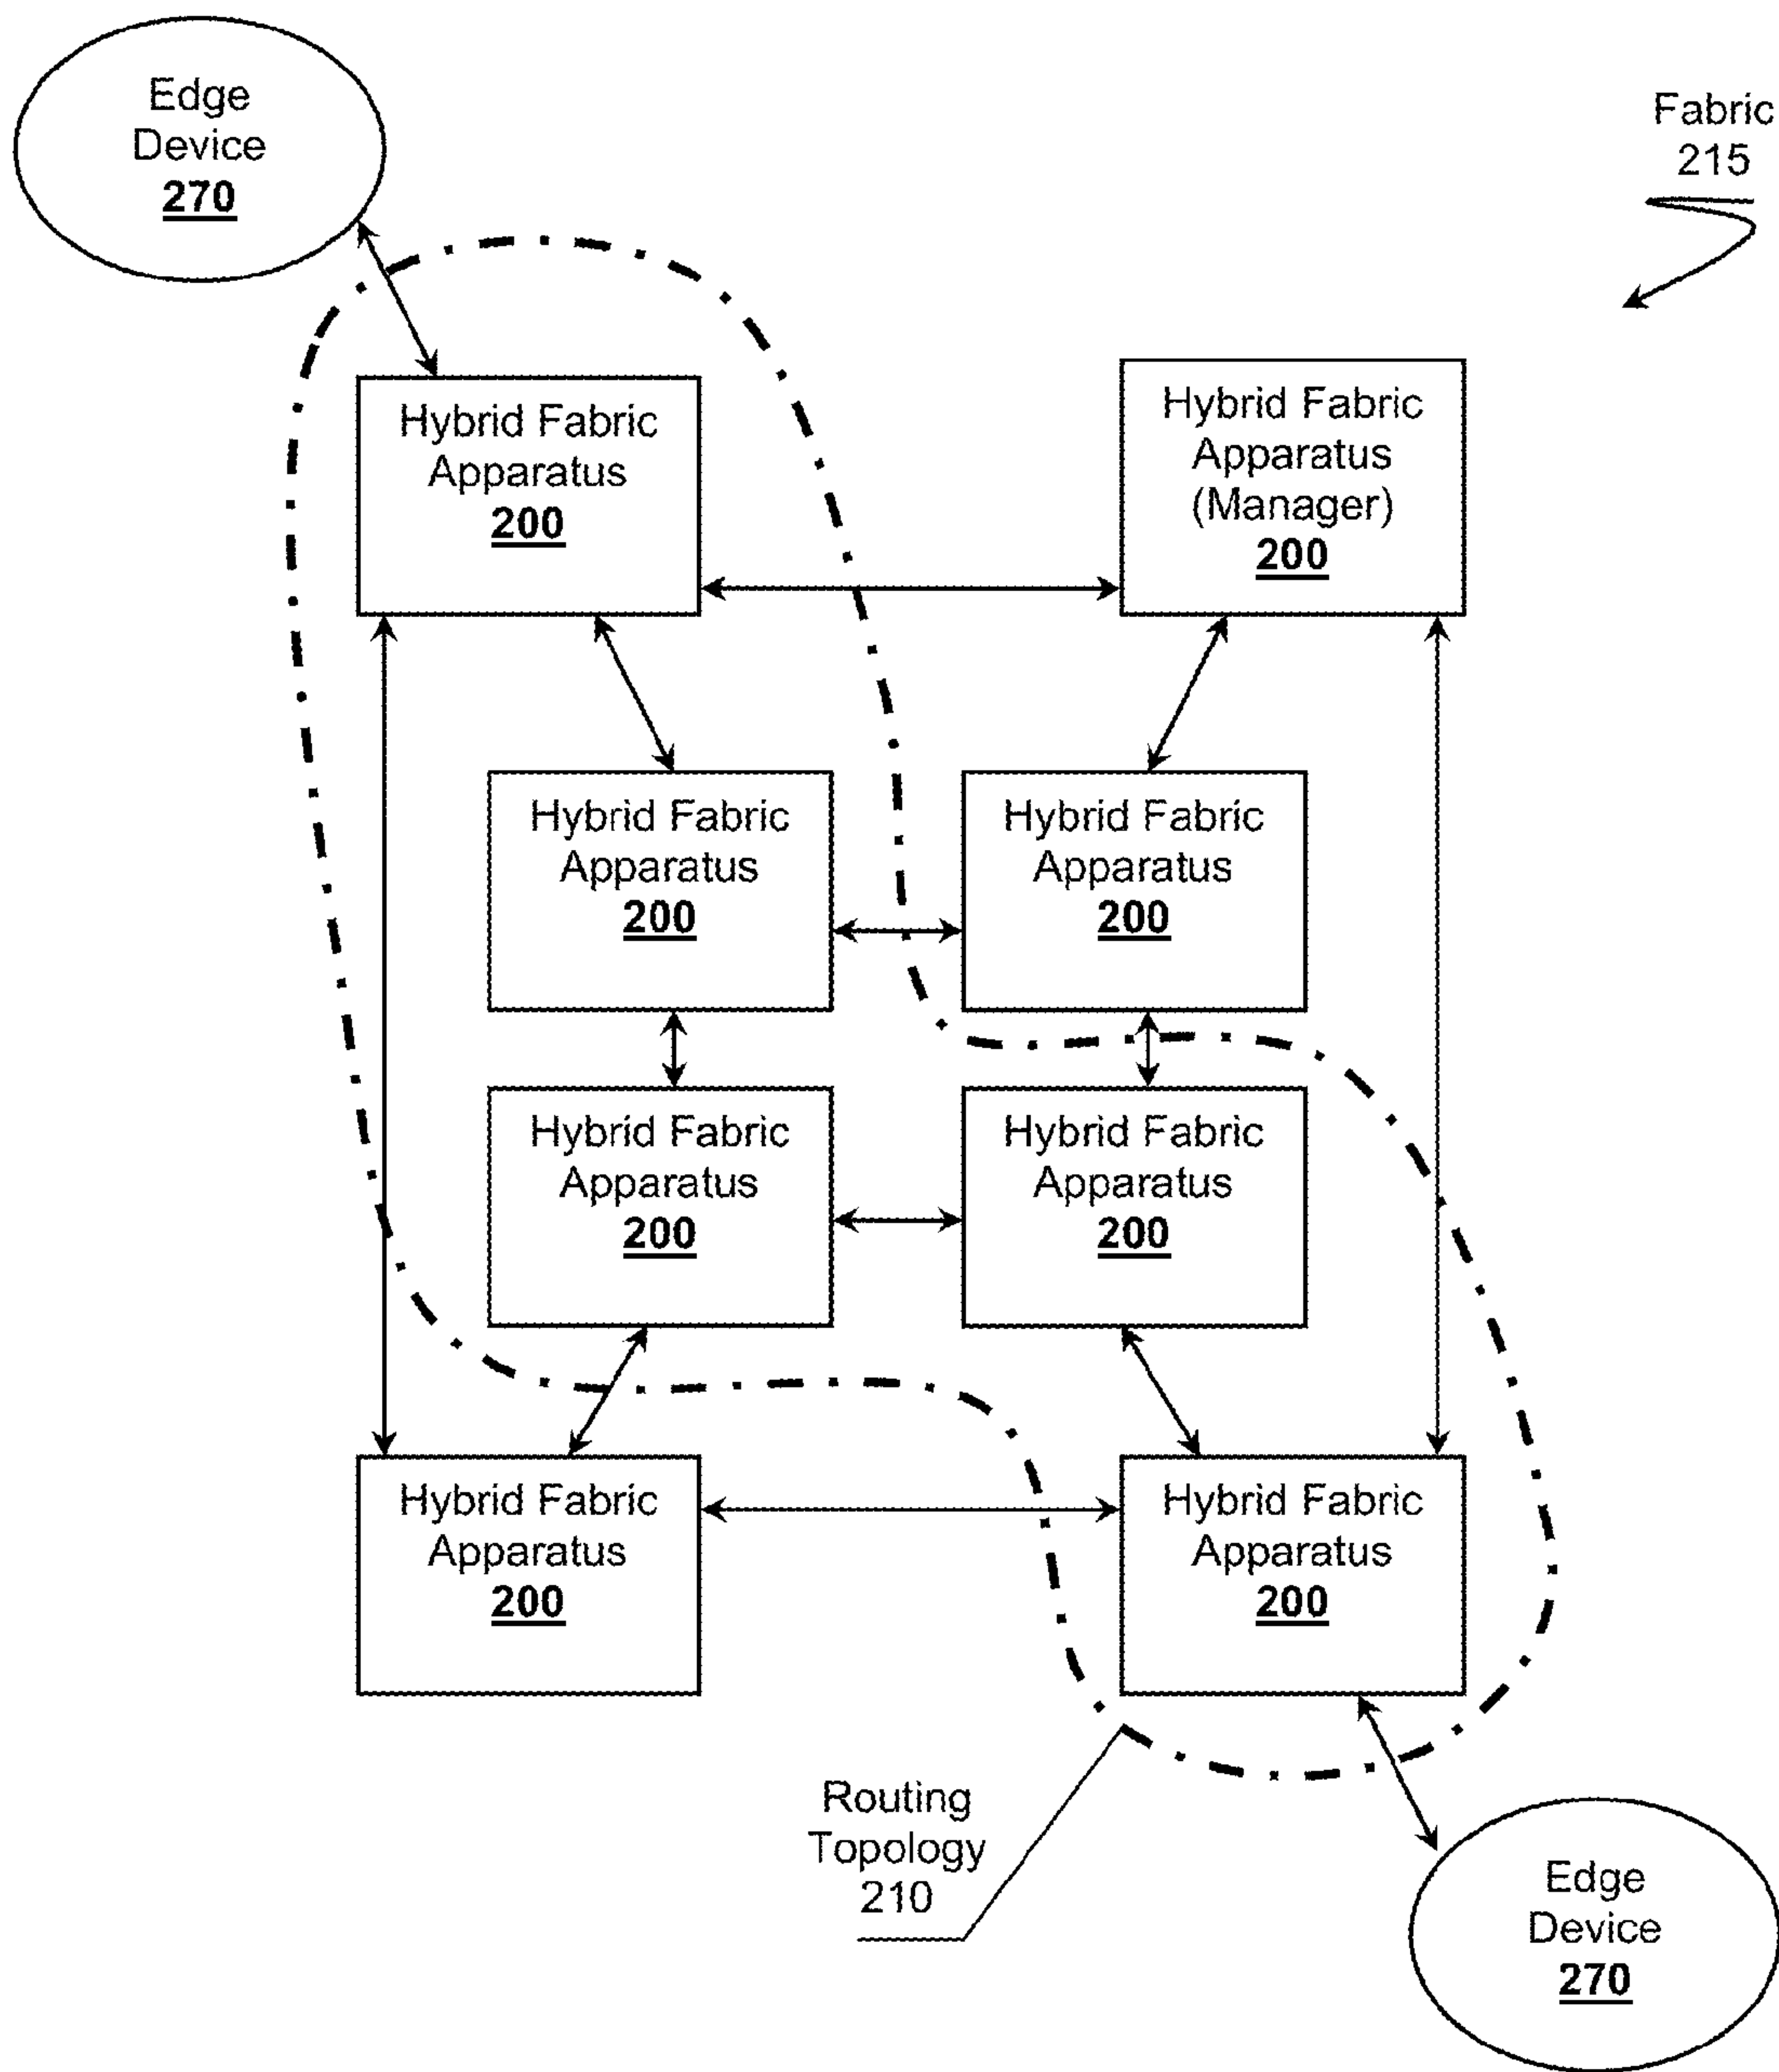 Edge
Device
270
Fabric
215
Hybrid Fabric
Apparatus
200
Hybrid Fabric
Apparatus
(Manager)
200
Hybrid Fabric
Apparatus
200
Hybrid Fabric
Apparatus
200
Hybrid Fabric
Apparatus
200
Hybrid Fabric
Apparatus
200
Hybrid Fabric
Apparatus
200
Hybrid Fabric
Apparatus
200
Routing
Topology
210
Edge
Device
270